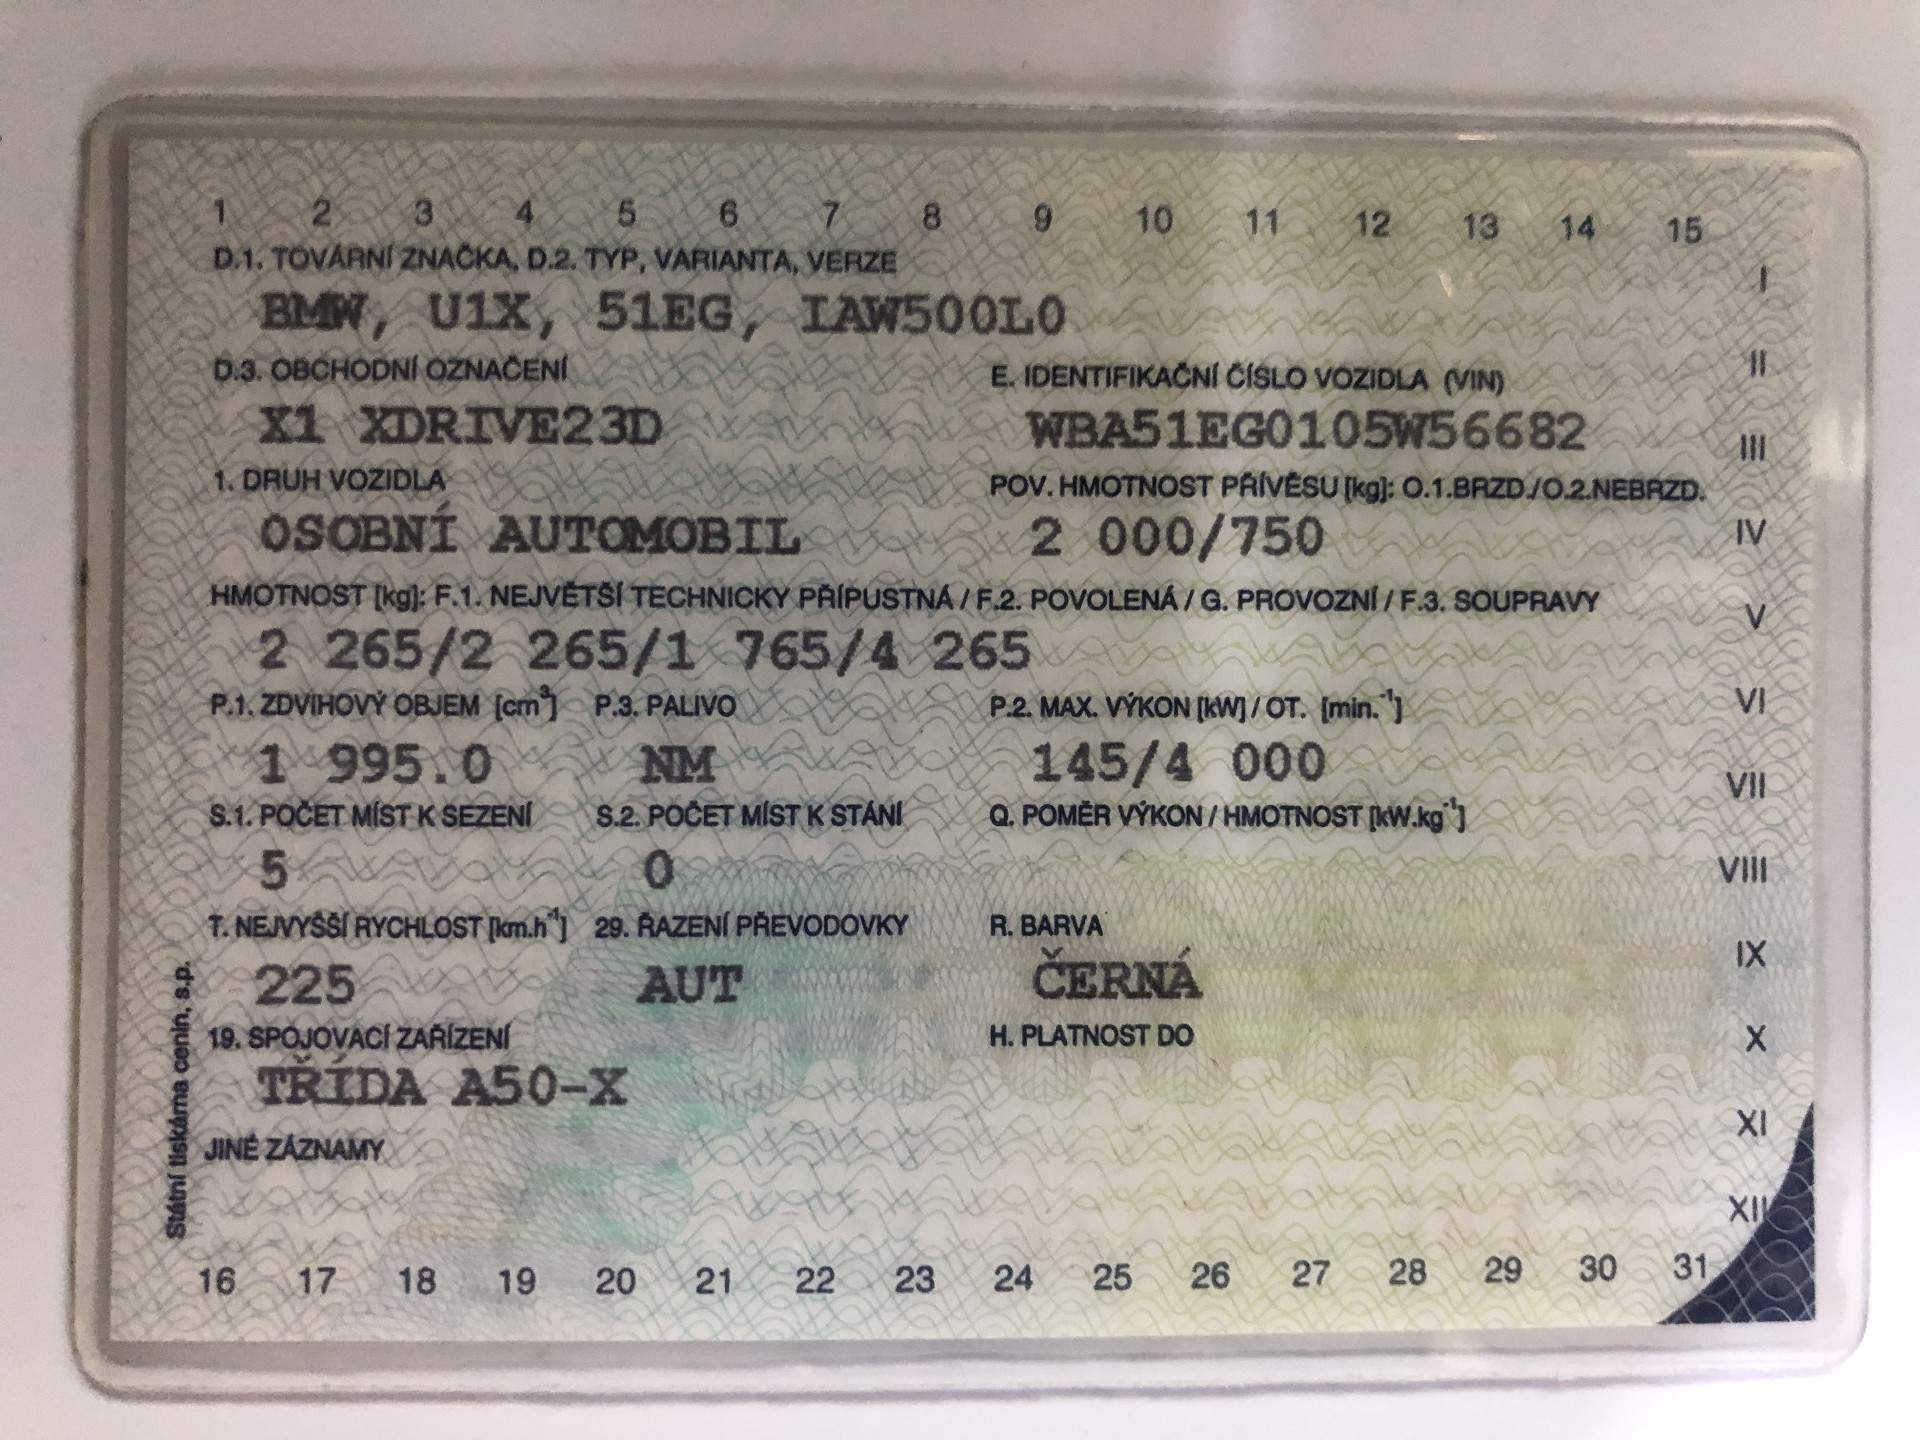 1 2 3 4 5 6 7 8 9 10 11 12 13 14 15
D.1. TOVÁRNÍ ZNAČKA, D.2. TYP, VARIANTA, VERZE
I
BMW, U1X, 51EG, IAW500L0
D.3. OBCHODNÍ OZNAČENÍ E. IDENTIFIKAČNÍ ČÍSLO VOZIDLA (VIN)
II
X1 XDRIVE23D WBA51EG0105W56682
III
1. DRUH VOZIDLA POV. HMOTNOST PŘÍVĚSU [kg]: O.1.BRZD./O.2.NEBRZD.
OSOBNÍ AUTOMOBIL 2 000/750
IV
HMOTNOST [kg]: F.1. NEJVĚTŠÍ TECHNICKY PŘÍPUSTNÁ / F.2. POVOLENÁ / G. PROVOZNÍ / F.3. SOUPRAVY
V
2 265/2 265/1 765/4 265
P.1. ZDVIHOVÝ OBJEM [cm³] P.3. PALIVO P.2. MAX. VÝKON [kW] / OT. [min.⁻¹]
VI
1 995.0 NM 145/4 000
VII
S.1. POČET MÍST K SEZENÍ S.2. POČET MÍST K STÁNÍ Q. POMĚR VÝKON / HMOTNOST [kW.kg⁻¹]
5 0
VIII
T. NEJVYŠŠÍ RYCHLOST [km.h⁻¹] 29. ŘAZENÍ PŘEVODOVKY R. BARVA
IX
225 AUT ČERNÁ
19. SPOJOVACÍ ZAŘÍZENÍ H. PLATNOST DO
X
TŘÍDA A50-X
XI
JINÉ ZÁZNAMY
XII
16 17 18 19 20 21 22 23 24 25 26 27 28 29 30 31
Státní tiskárna cenin, s.p.